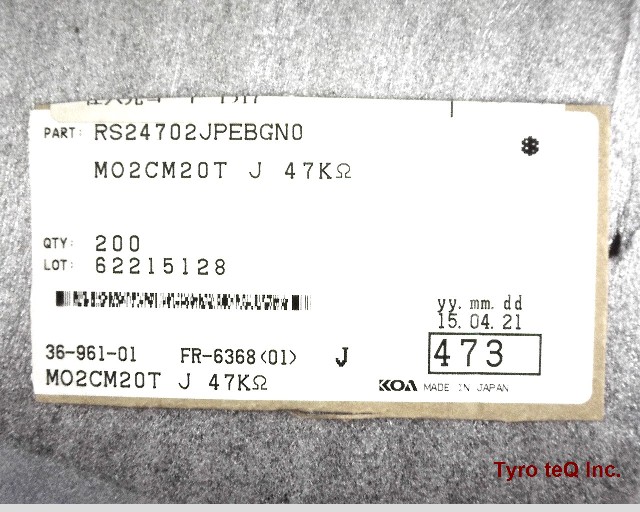 PART: RS24702JPEBGN0
*
MO2CM20T J 47KΩ
QTY: 200
LOT: 62215128
yy. mm. dd
15. 04. 21
473
36-961-01 FR-6368(01) J
MO2CM20T J 47KΩ
KOA MADE IN JAPAN
Tyro teQ Inc.